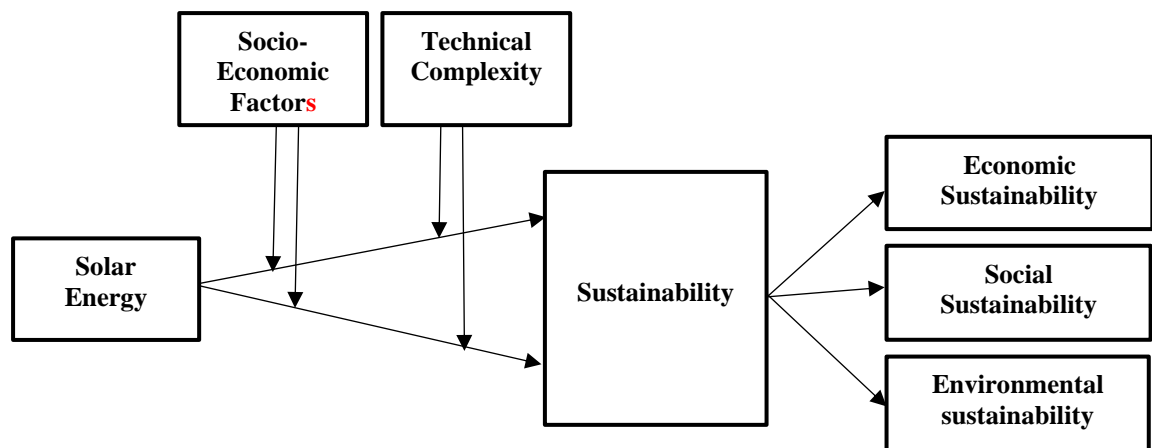 Socio-
Economic
Factors
Technical
Complexity
Solar
Energy
Sustainability
Economic
Sustainability
Social
Sustainability
Environmental
sustainability